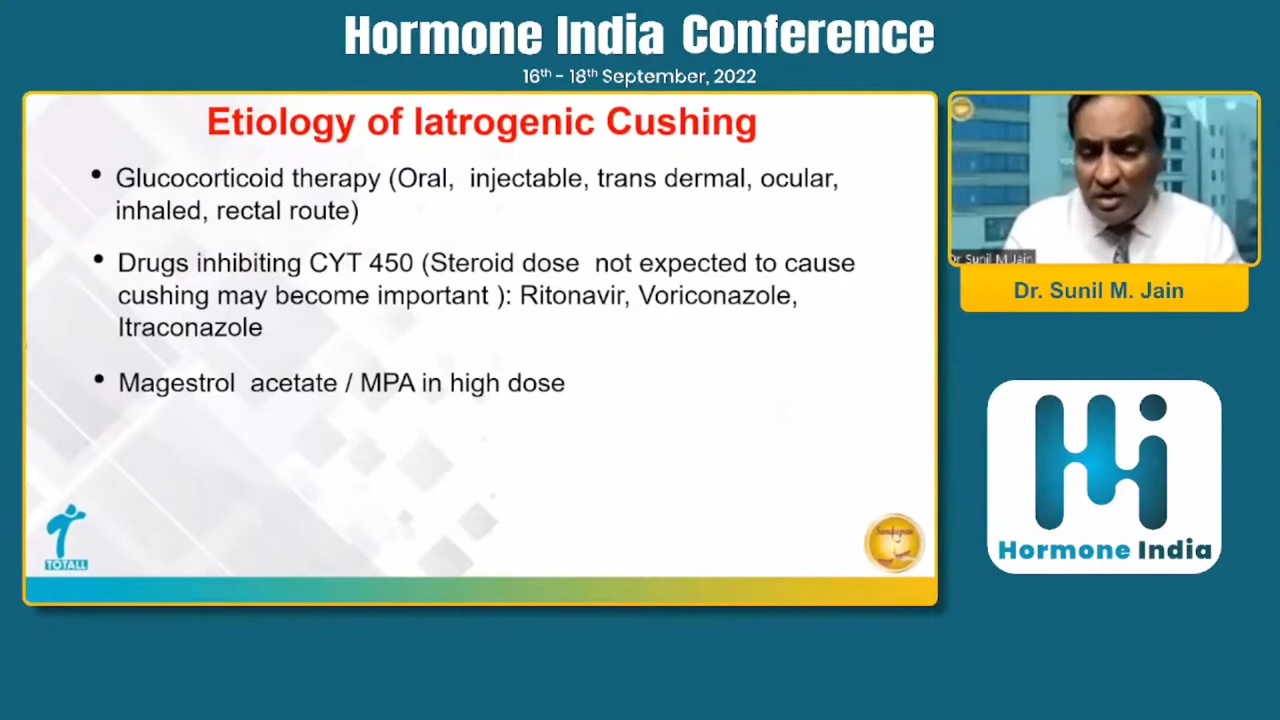 Hormone India Conference
16th - 18th September, 2022
Etiology of Iatrogenic Cushing
• Glucocorticoid therapy (Oral, injectable, trans dermal, ocular,
inhaled, rectal route)
• Drugs inhibiting CYT 450 (Steroid dose not expected to cause
cushing may become important ): Ritonavir, Voriconazole,
Itraconazole
• Magestrol acetate / MPA in high dose
TOTALL
Dr. Sunil M Jain
Dr. Sunil M. Jain
Hi
Hormone India